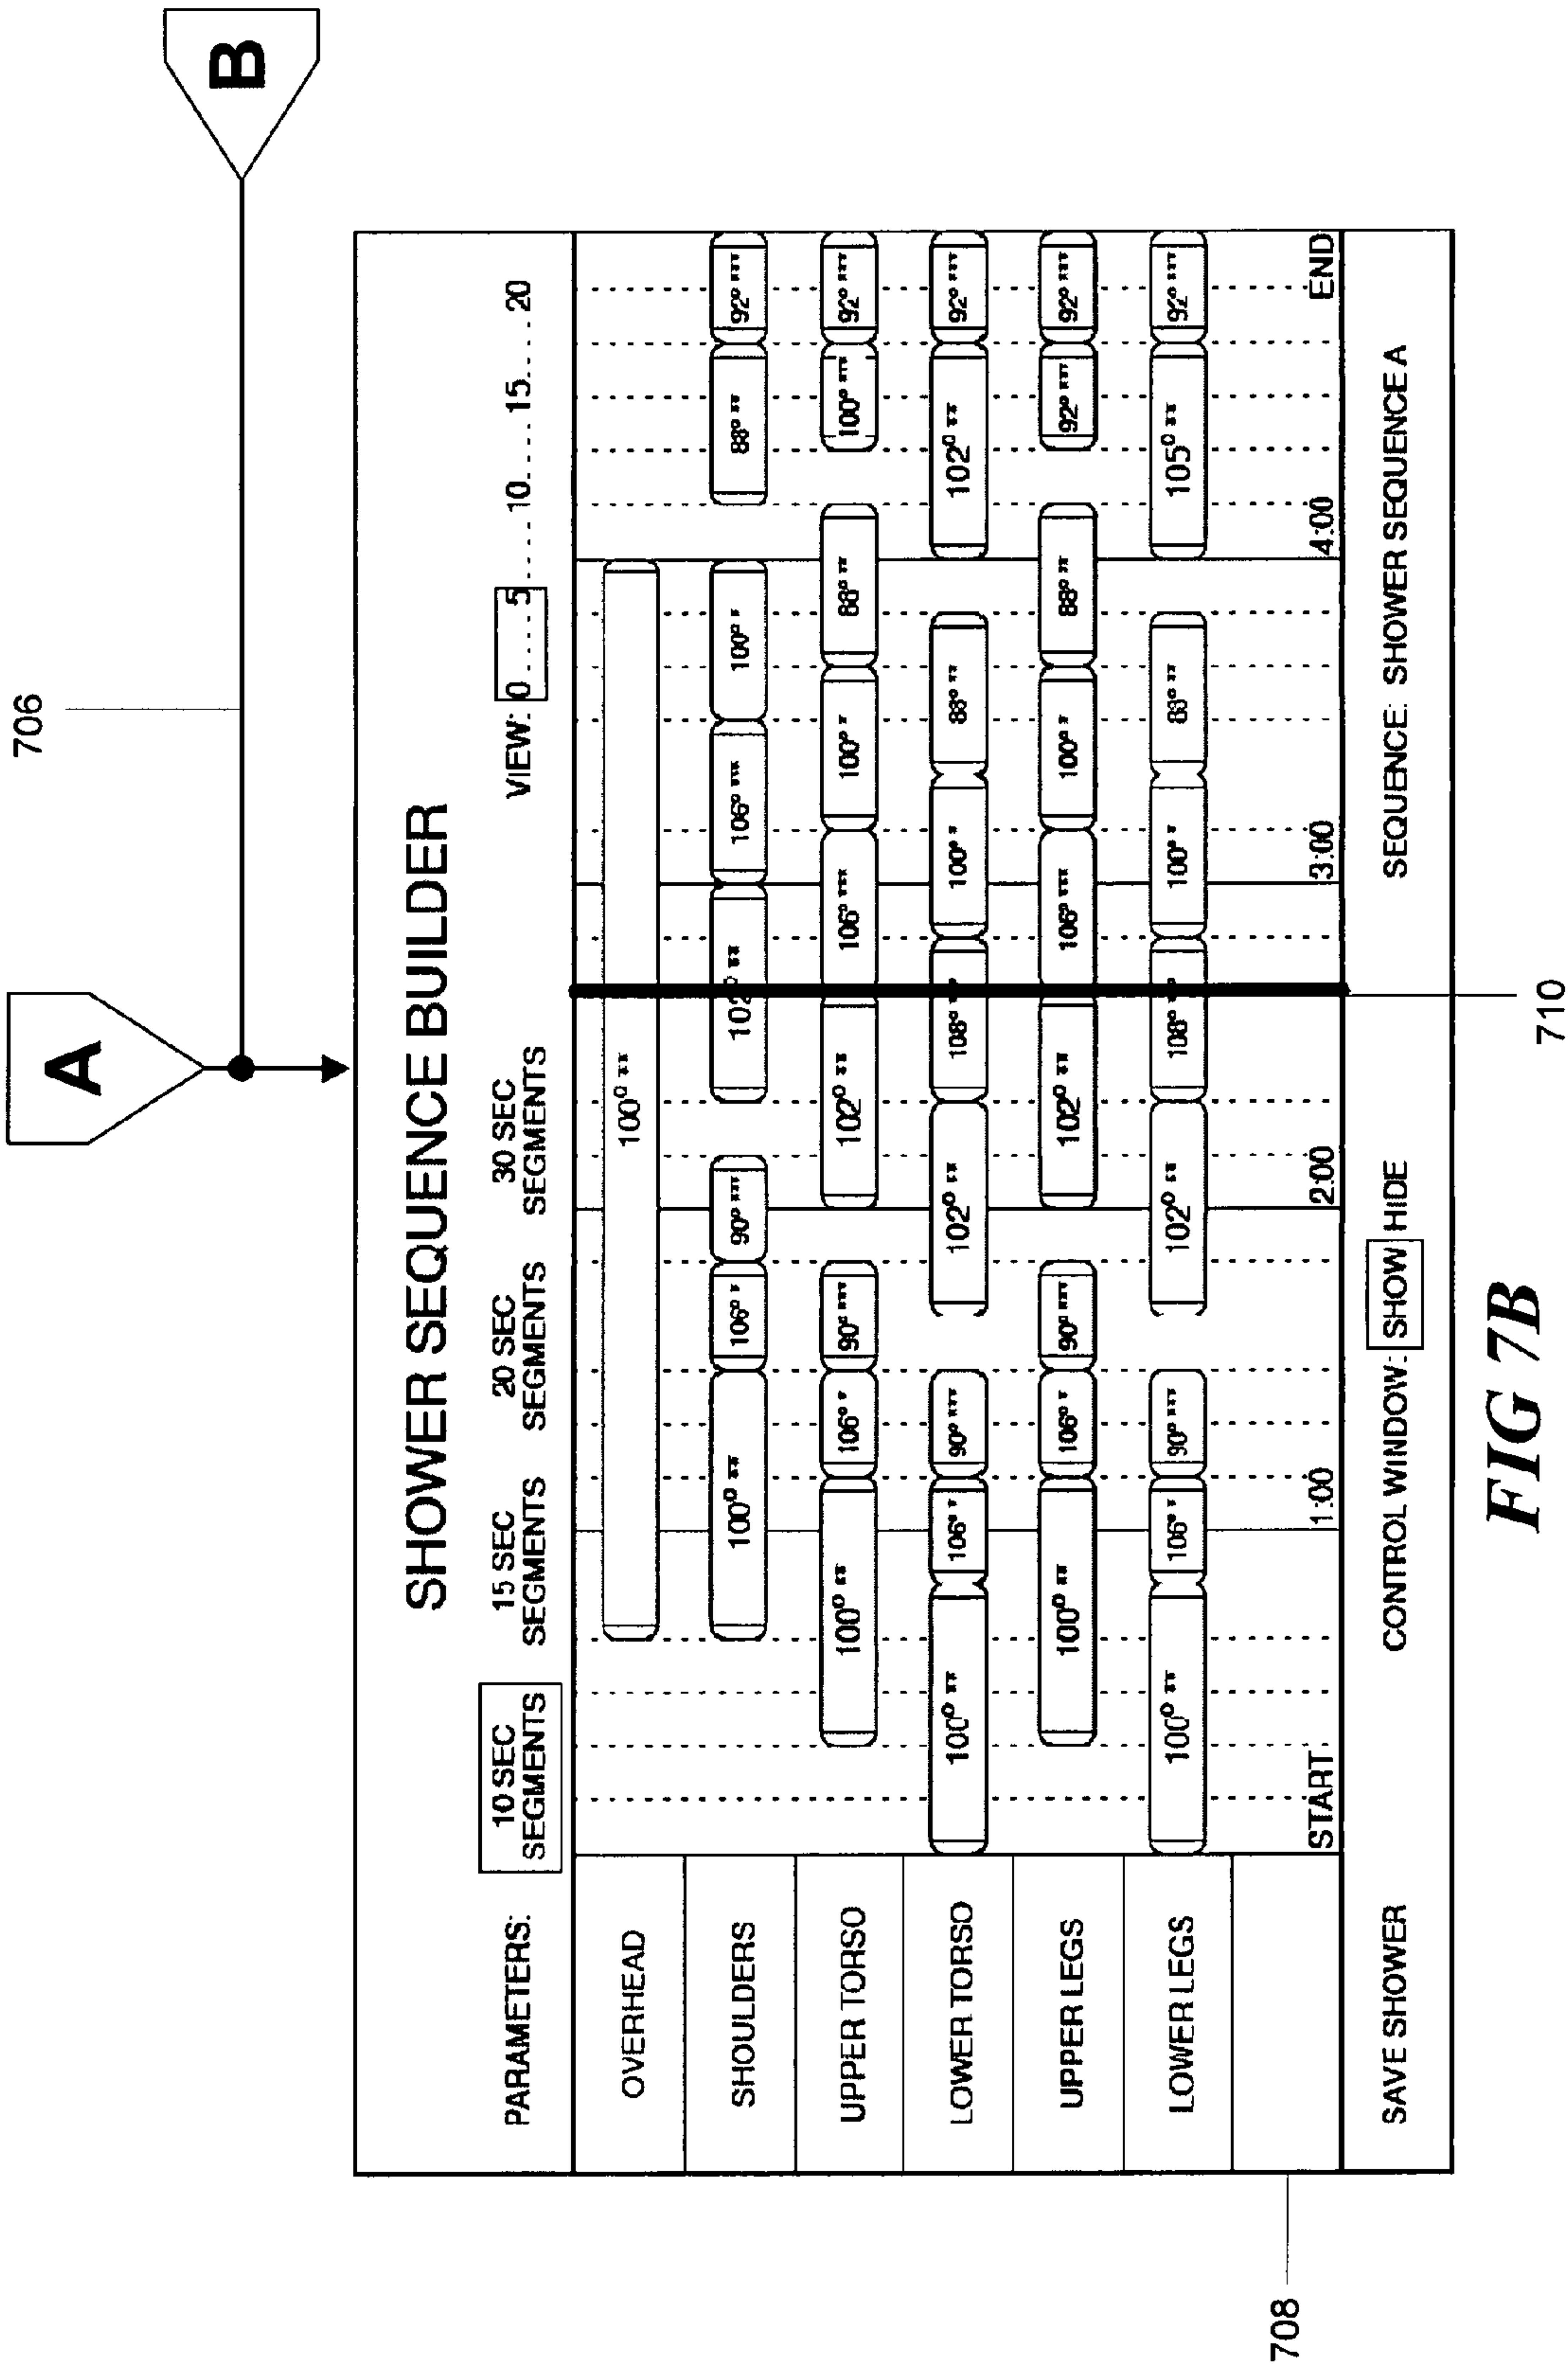 A
706
B
SHOWER SEQUENCE BUILDER
PARAMETERS: 10 SEC SEGMENTS 15 SEC SEGMENTS 20 SEC SEGMENTS 30 SEC SEGMENTS VIEW: 0....5......10....15....20
OVERHEAD 100° **
SHOULDERS 100° ** 106° * 90° *** 102° ** 106° *** 100° * 88° ** 92° ***
UPPER TORSO 100° ** 106° * 90° *** 102° ** 106° *** 100° * 88° ** 100° *** 92° ***
LOWER TORSO 100° ** 106° * 90° *** 102° ** 108° 100° * 88° ** 102° ** 92° ***
UPPER LEGS 100° ** 106° * 90° *** 102° ** 106° *** 100° * 88° ** 92° *** 92° ***
LOWER LEGS 100° ** 106° * 90° *** 102° ** 108° 100° * 88° ** 105° ** 92° ***
START 1:00 2:00 3:00 4:00 END
SAVE SHOWER CONTROL WINDOW: SHOW HIDE SEQUENCE: SHOWER SEQUENCE A
708
710
FIG 7B